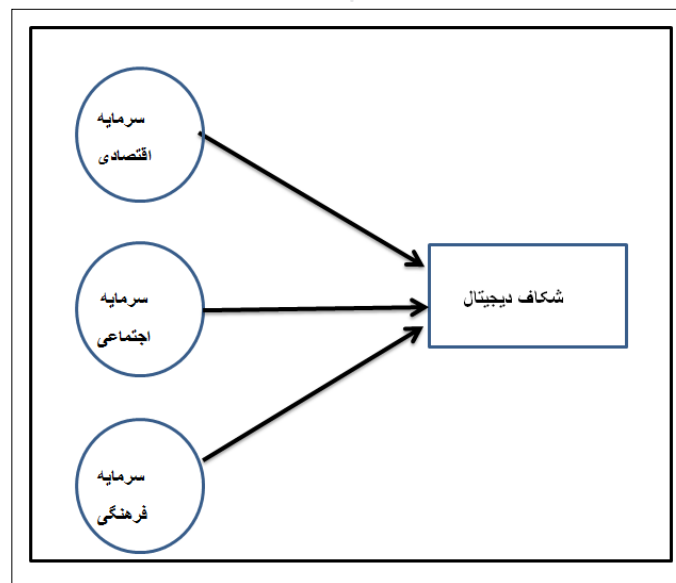 سرمایه
اقتصادی
سرمایه
اجتماعی
شکاف دیجیتال
سرمایه
فرهنگی